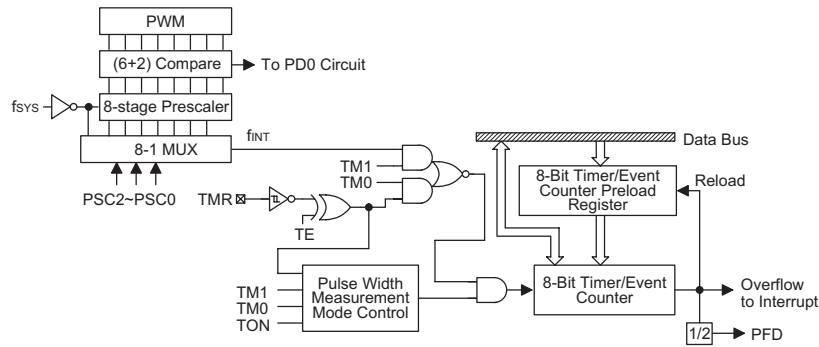 PWM
(6+2) Compare
To PD0 Circuit
fSYS
8-stage Prescaler
8-1 MUX
fINT
PSC2~PSC0
TM1
TM0
TMR
TE
Data Bus
8-Bit Timer/Event
Counter Preload
Register
Reload
TM1
TM0
TON
Pulse Width
Measurement
Mode Control
8-Bit Timer/Event
Counter
Overflow
to Interrupt
1/2
PFD